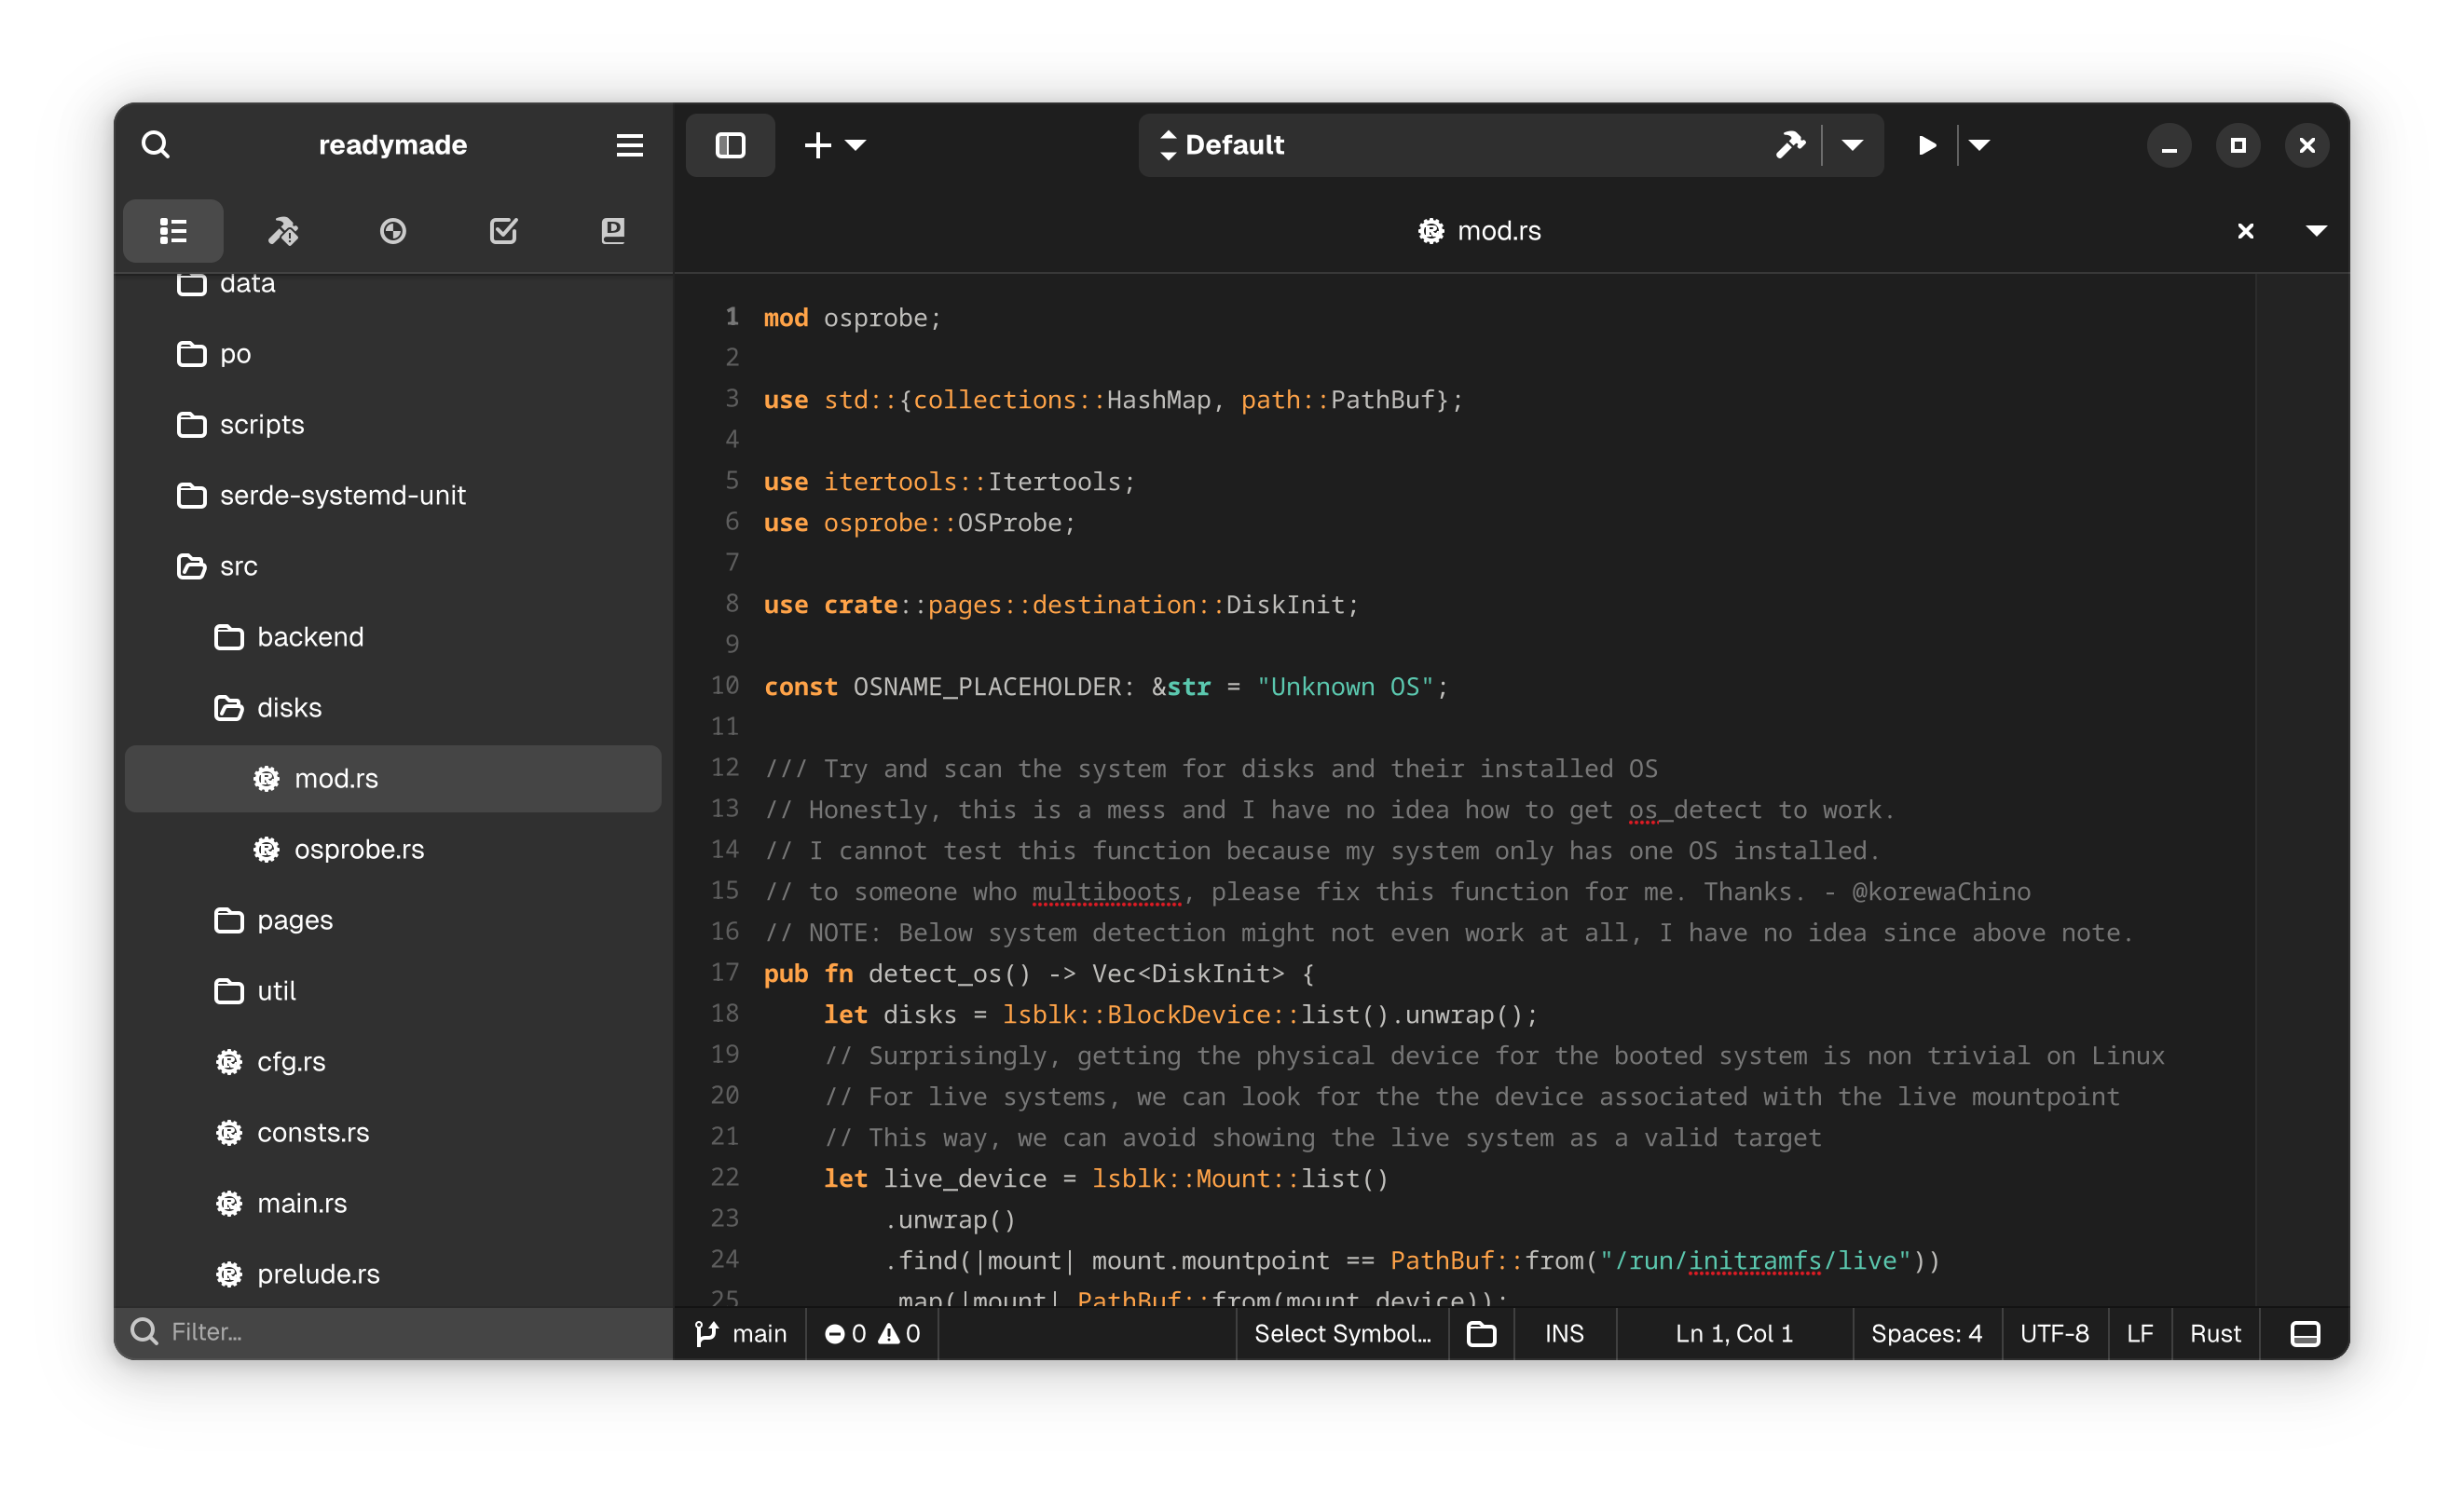 readymade
Default
mod.rs
data
po
scripts
serde-systemd-unit
src
backend
disks
mod.rs
osprobe.rs
pages
util
cfg.rs
consts.rs
main.rs
prelude.rs
Filter...
1 mod osprobe;
2
3 use std::{collections::HashMap, path::PathBuf};
4
5 use itertools::Itertools;
6 use osprobe::OSProbe;
7
8 use crate::pages::destination::DiskInit;
9
10 const OSNAME_PLACEHOLDER: &str = "Unknown OS";
11
12 /// Try and scan the system for disks and their installed OS
13 // Honestly, this is a mess and I have no idea how to get os_detect to work.
14 // I cannot test this function because my system only has one OS installed.
15 // to someone who multiboots, please fix this function for me. Thanks. - @korewaChino
16 // NOTE: Below system detection might not even work at all, I have no idea since above note.
17 pub fn detect_os() -> Vec<DiskInit> {
18     let disks = lsblk::BlockDevice::list().unwrap();
19     // Surprisingly, getting the physical device for the booted system is non trivial on Linux
20     // For live systems, we can look for the the device associated with the live mountpoint
21     // This way, we can avoid showing the live system as a valid target
22     let live_device = lsblk::Mount::list()
23         .unwrap()
24         .find(|mount| mount.mountpoint == PathBuf::from("/run/initramfs/live"))
25         .map(|mount| PathBuf::from(mount.device));
main 0 0 Select Symbol... INS Ln 1, Col 1 Spaces: 4 UTF-8 LF Rust